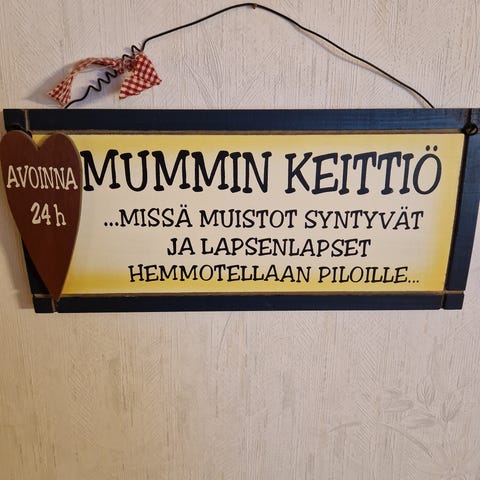 AVOINNA
24 h
MUMMIN KEITTIÖ
...MISSÄ MUISTOT SYNTYVÄT
JA LAPSENLAPSET
HEMMOTELLAAN PILOILLE...